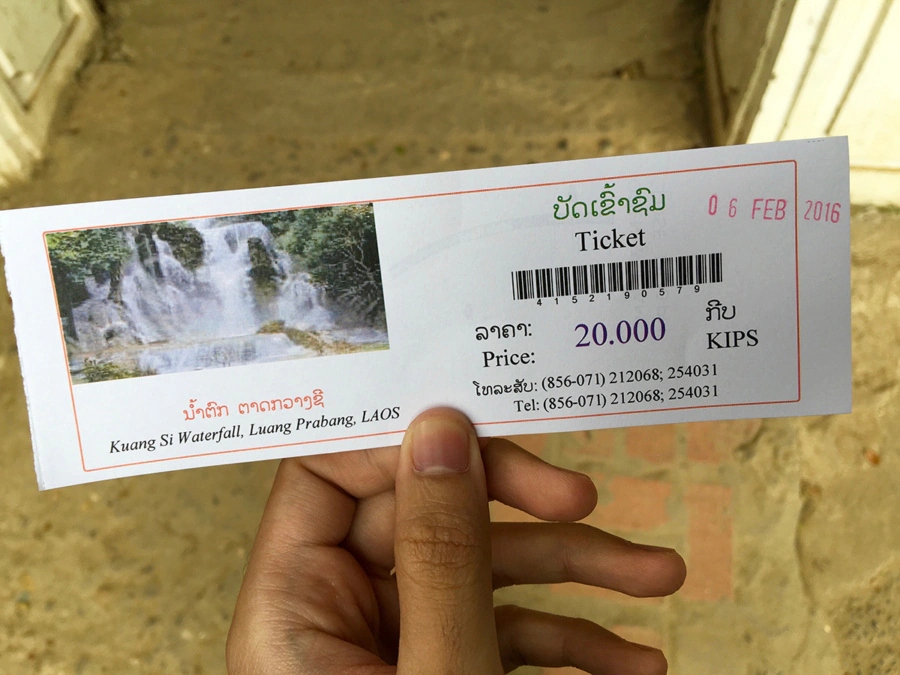 ບັດເຂົ້າຊົມ
06 FEB 2016
Ticket
4152190579
ລາຄາ:
Price:
20.000
ກີບ
KIPS
ໂທລະສັບ: (856-071) 212068; 254031
Tel: (856-071) 212068; 254031
ນ້ຳຕົກ ຕາດກວາງຊີ
Kuang Si Waterfall, Luang Prabang, LAOS